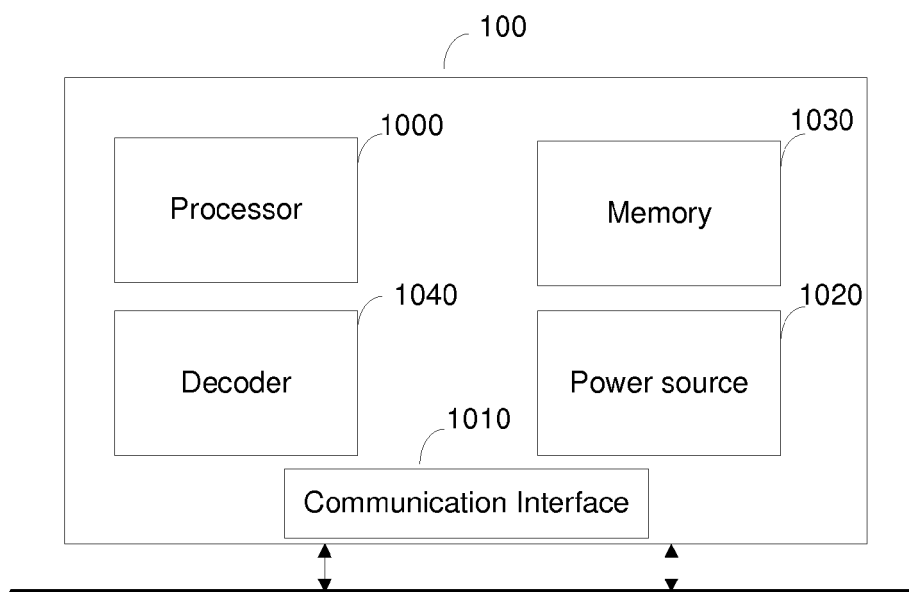 100
1000
Processor
1030
Memory
1040
Decoder
1020
Power source
1010
Communication Interface